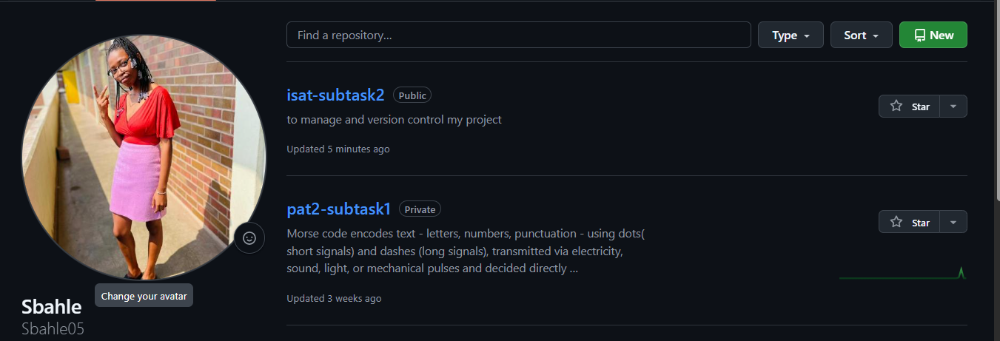 Find a repository...
Type
Sort
New
isat-subtask2 Public
to manage and version control my project
Star
Updated 5 minutes ago
pat2-subtask1 Private
Morse code encodes text - letters, numbers, punctuation - using dots(
short signals) and dashes (long signals), transmitted via electricity,
sound, light, or mechanical pulses and decided directly ...
Star
Updated 3 weeks ago
Change your avatar
Sbahle
Sbahle05